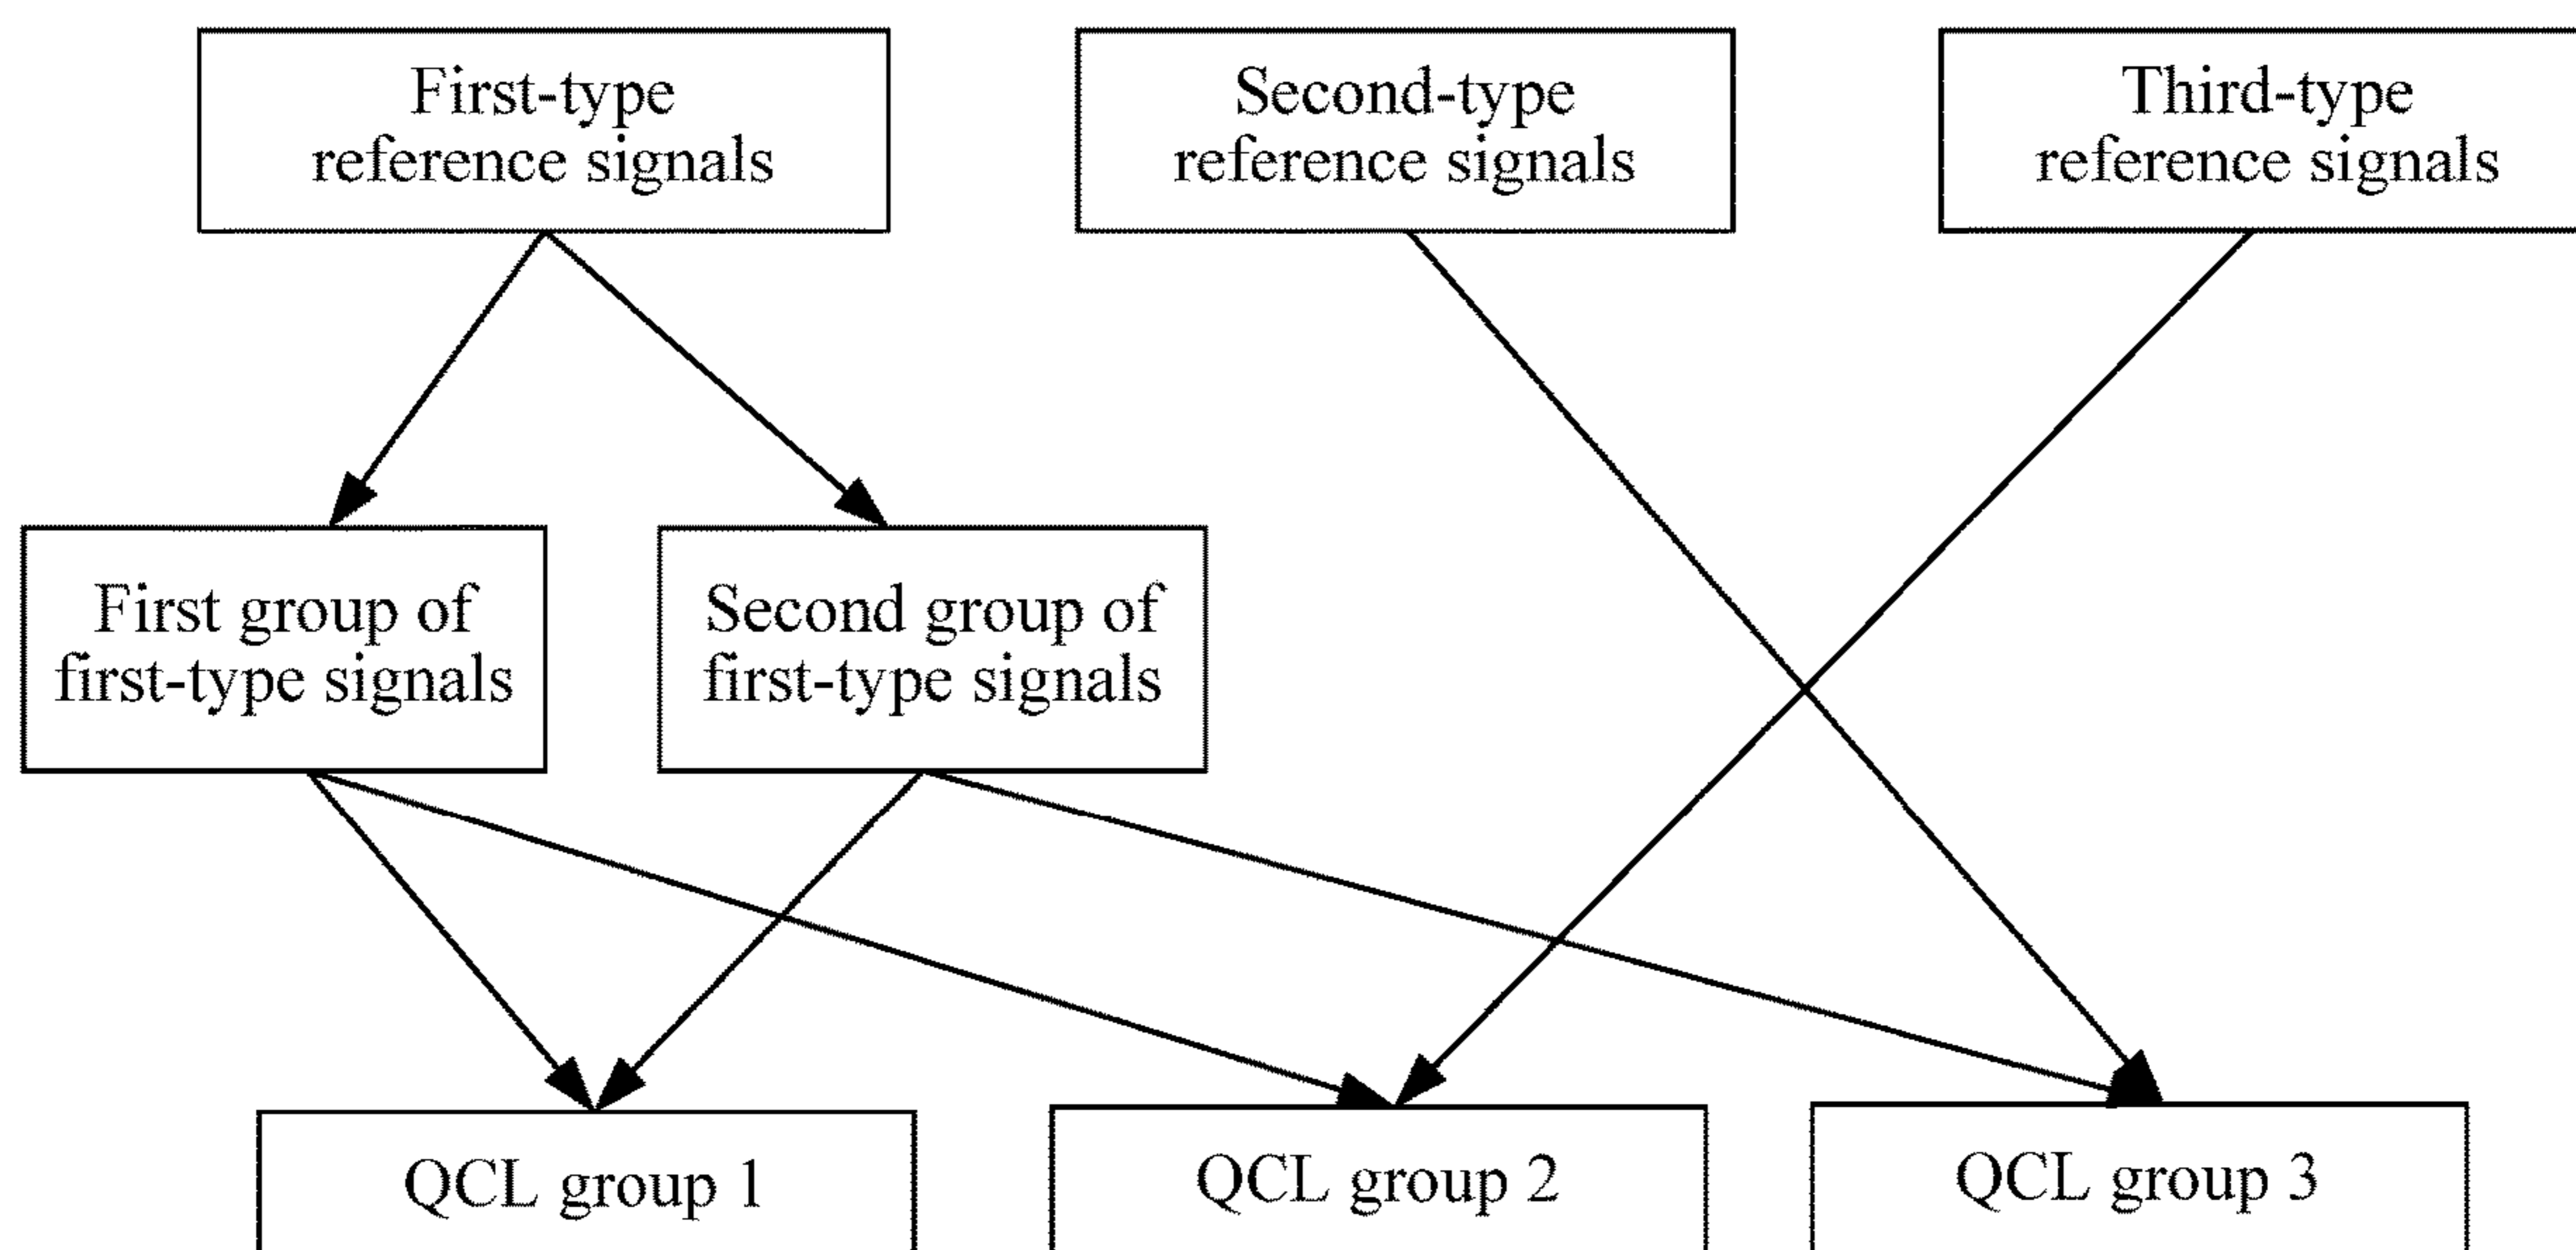 First-type
reference signals
Second-type
reference signals
Third-type
reference signals
First group of
first-type signals
Second group of
first-type signals
QCL group 1
QCL group 2
QCL group 3